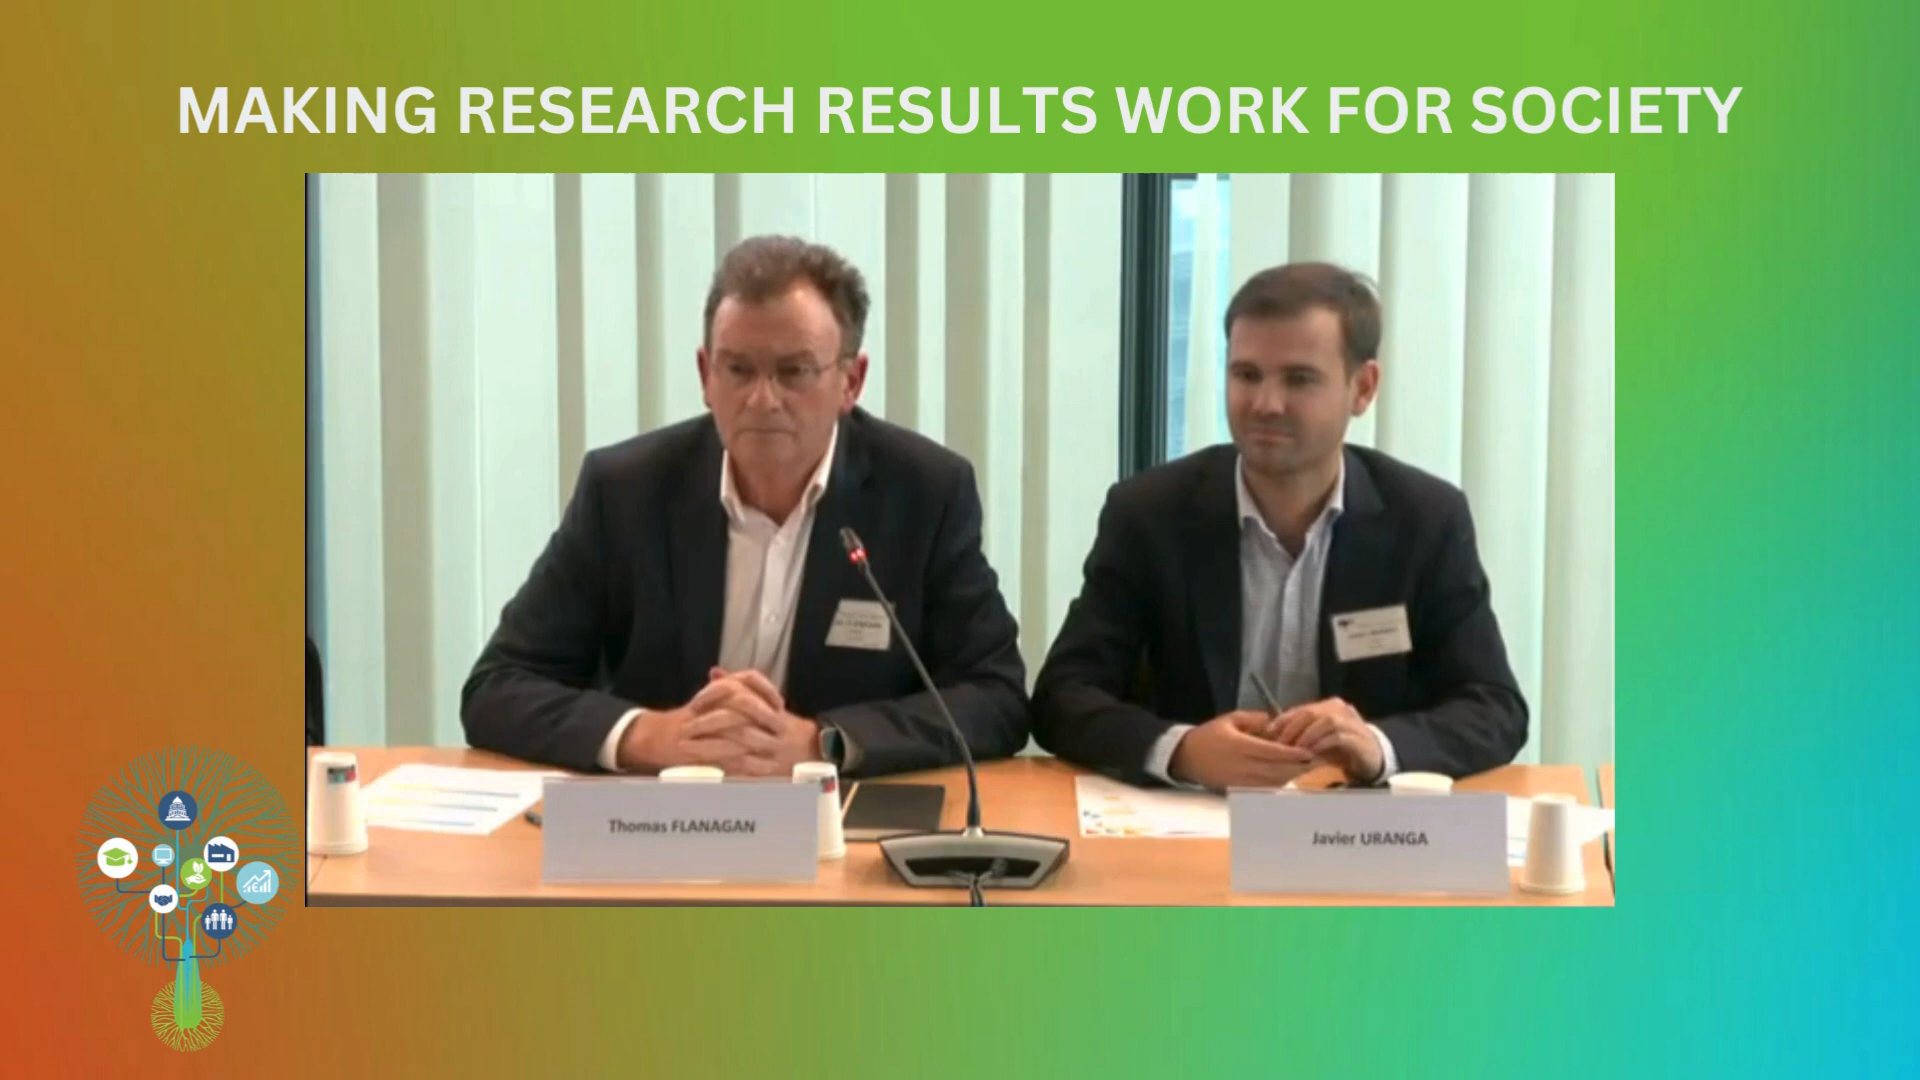 MAKING RESEARCH RESULTS WORK FOR SOCIETY
Thomas FLANAGAN
Javier URANGA